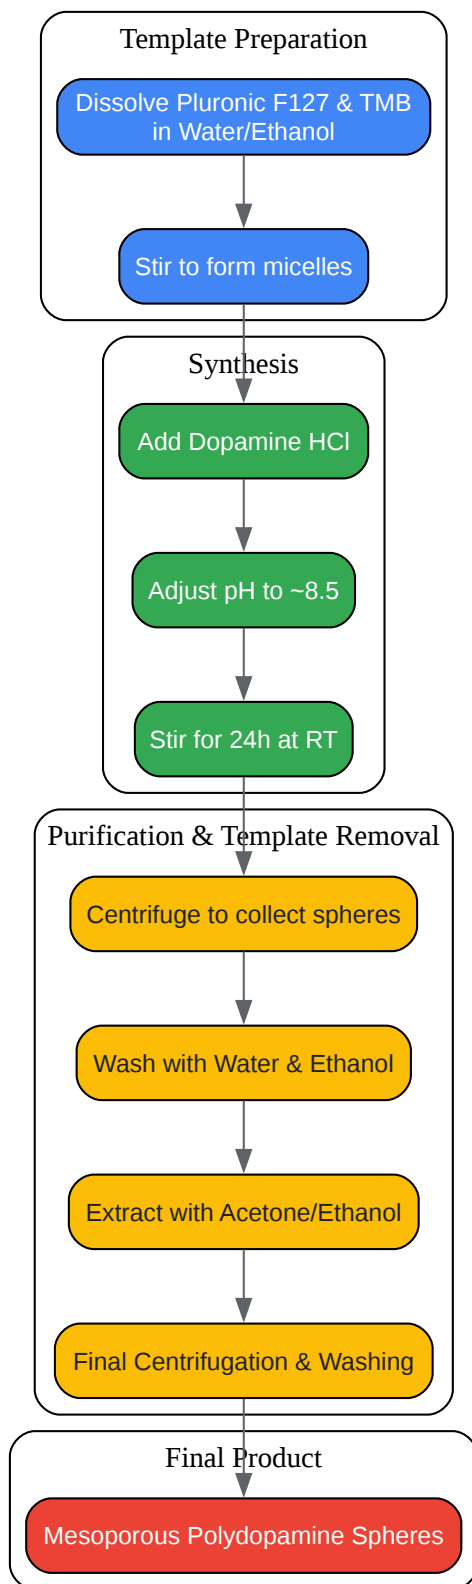 Template Preparation
Dissolve Pluronic F127 & TMB
in Water/Ethanol
Stir to form micelles
Synthesis
Add Dopamine HCl
Adjust pH to ~8.5
Stir for 24h at RT
Purification & Template Removal
Centrifuge to collect spheres
Wash with Water & Ethanol
Extract with Acetone/Ethanol
Final Centrifugation & Washing
Final Product
Mesoporous Polydopamine Spheres